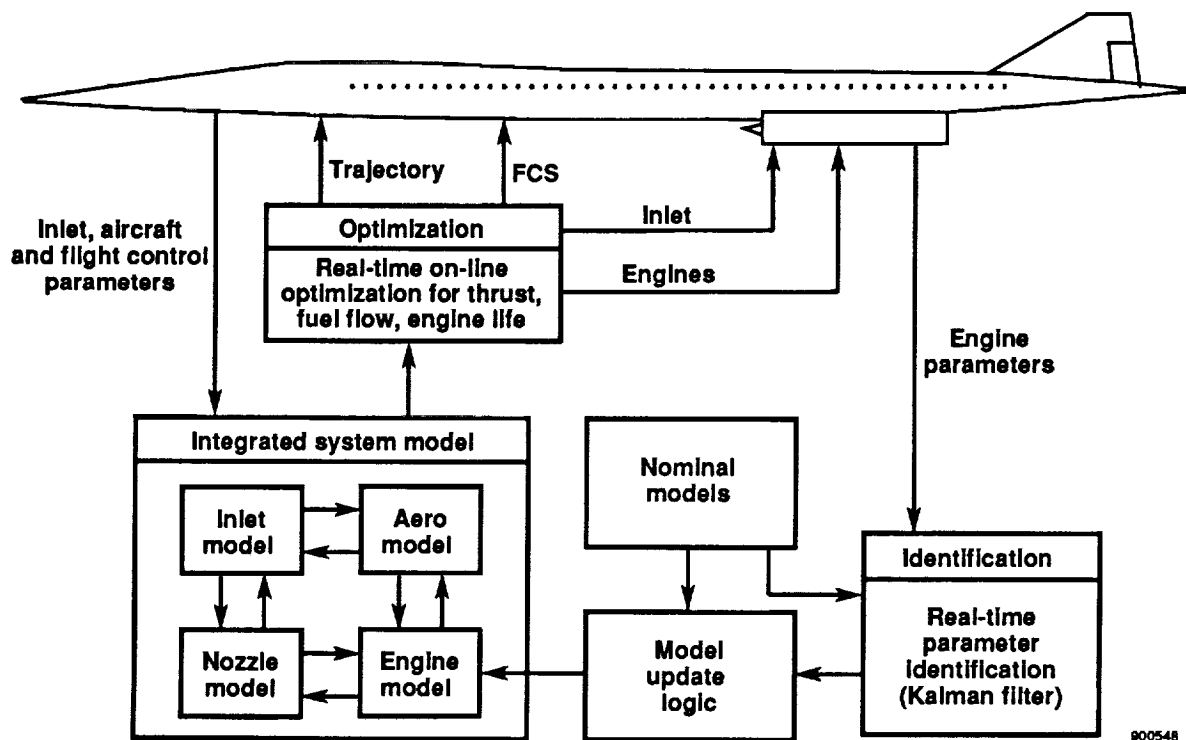 Trajectory
FCS
Inlet, aircraft
and flight control
parameters
Optimization
Real-time on-line
optimization for thrust,
fuel flow, engine life
Inlet
Engines
Engine
parameters
Integrated system model
Inlet
model
Aero
model
Nozzle
model
Engine
model
Nominal
models
Model
update
logic
Identification
Real-time
parameter
identification
(Kalman filter)
900548